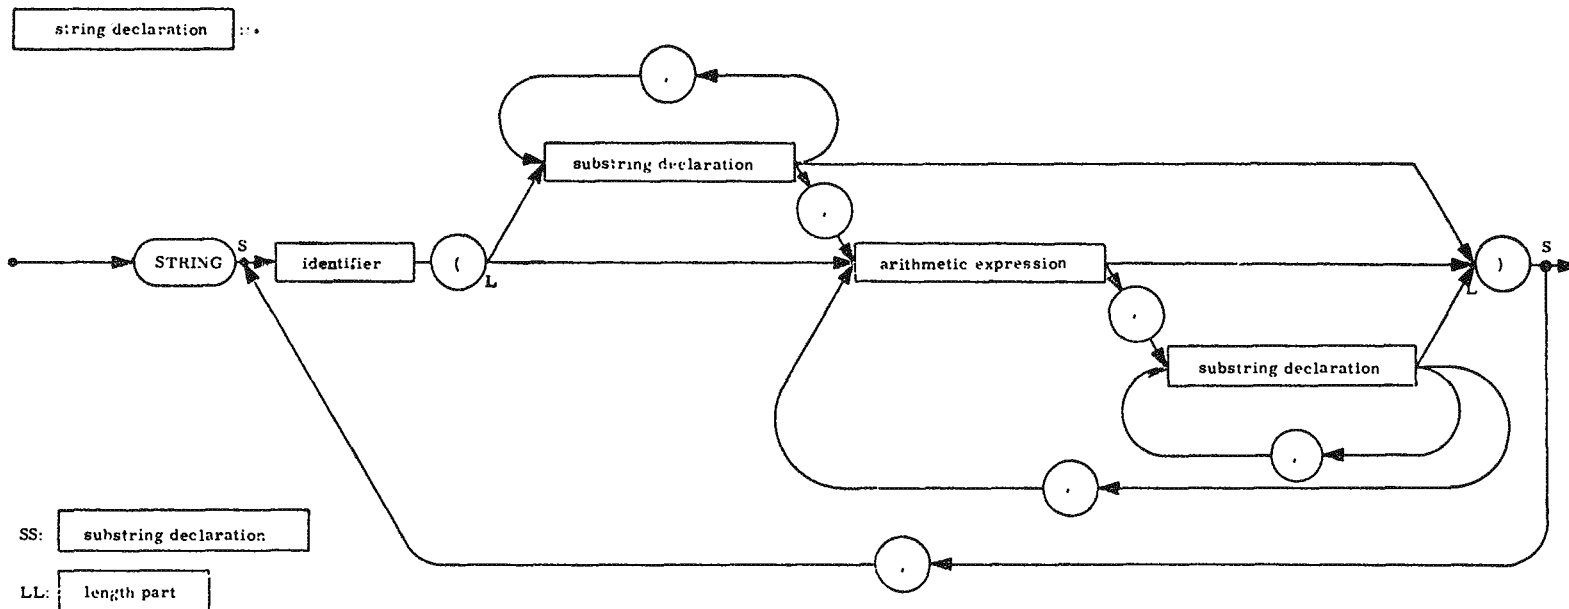 string declaration ::=
,
substring declaration
,
S
S
STRING
identifier
(
arithmetic expression
)
L
L
,
substring declaration
,
,
SS: substring declaration
,
LL: length part